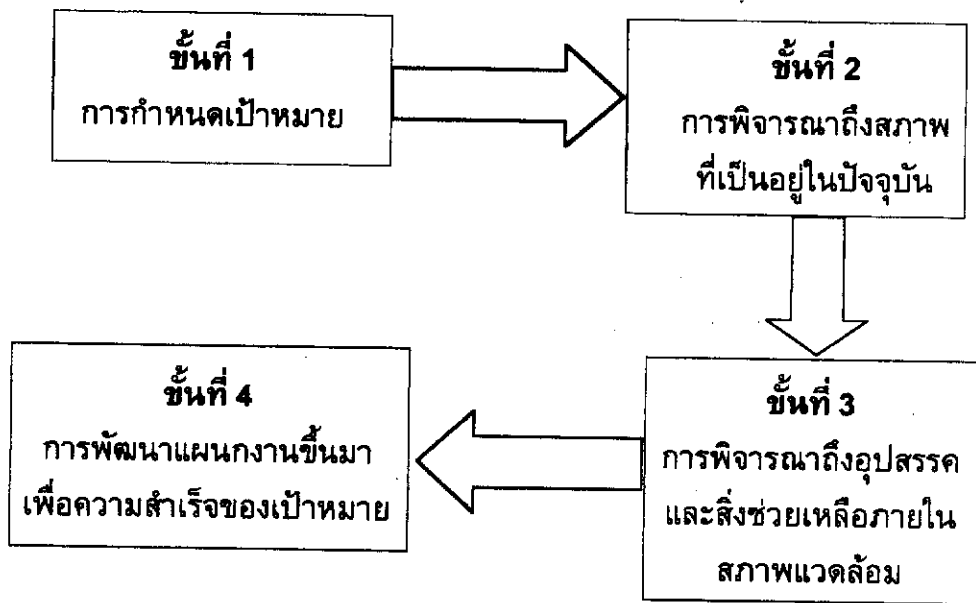 ขั้นที่ 1
การกำหนดเป้าหมาย
ขั้นที่ 2
การพิจารณาถึงสภาพ
ที่เป็นอยู่ในปัจจุบัน
ขั้นที่ 3
การพิจารณาถึงอุปสรรค
และสิ่งช่วยเหลือภายใน
สภาพแวดล้อม
ขั้นที่ 4
การพัฒนาแผนกงานขึ้นมา
เพื่อความสำเร็จของเป้าหมาย